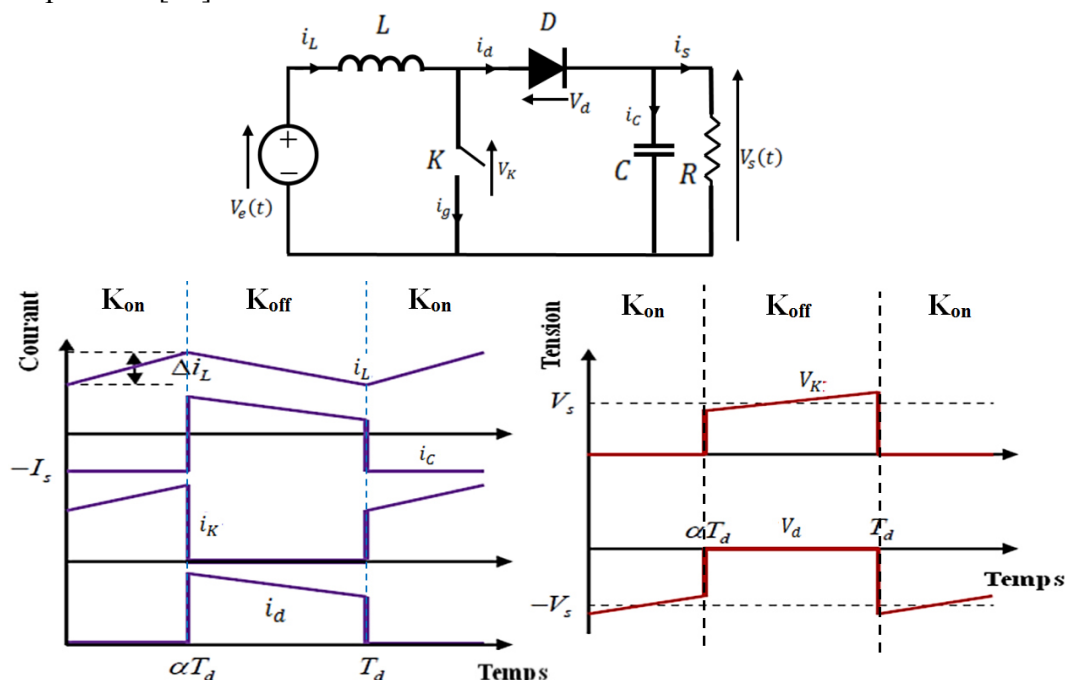 L
D
i_L
i_d
i_s
V_d
i_C
+
−
K
V_K
C
R
V_s(t)
V_e(t)
i_g
K_on
K_off
K_on
Courant
Δi_L
i_L
−I_s
i_C
i_K
i_d
αT_d
T_d
Temps
K_on
K_off
K_on
Tension
V_K
V_s
αT_d
V_d
T_d
Temps
−V_s